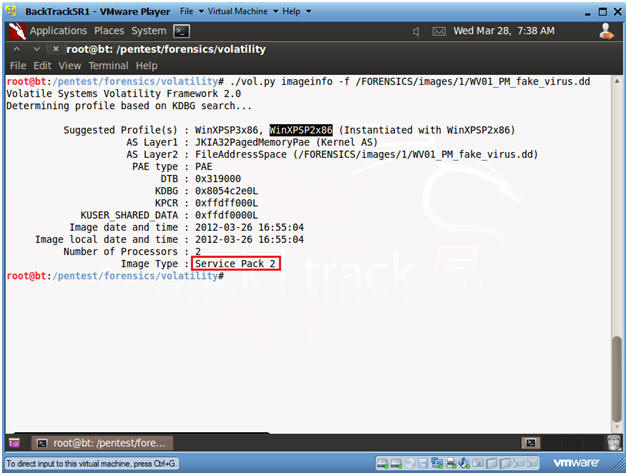 BackTrack5R1 - VMware Player File Virtual Machine Help
Applications Places System Wed Mar 28, 7:38 AM
root@bt: /pentest/forensics/volatility
File Edit View Terminal Help
root@bt:/pentest/forensics/volatility# ./vol.py imageinfo -f /FORENSICS/images/1/WV01_PM_fake_virus.dd
Volatile Systems Volatility Framework 2.0
Determining profile based on KDBG search...
Suggested Profile(s) : WinXPSP3x86, WinXPSP2x86 (Instantiated with WinXPSP2x86)
AS Layer1 : JKIA32PagedMemoryPae (Kernel AS)
AS Layer2 : FileAddressSpace (/FORENSICS/images/1/WV01_PM_fake_virus.dd)
PAE type : PAE
DTB : 0x319000
KDBG : 0x8054c2e0L
KPCR : 0xffdff000L
KUSER_SHARED_DATA : 0xffdf0000L
Image date and time : 2012-03-26 16:55:04
Image local date and time : 2012-03-26 16:55:04
Number of Processors : 2
Image Type : Service Pack 2
root@bt:/pentest/forensics/volatility#
track 5
root@bt: /pentest/fore...
To direct input to this virtual machine, press Ctrl+G.
vmware